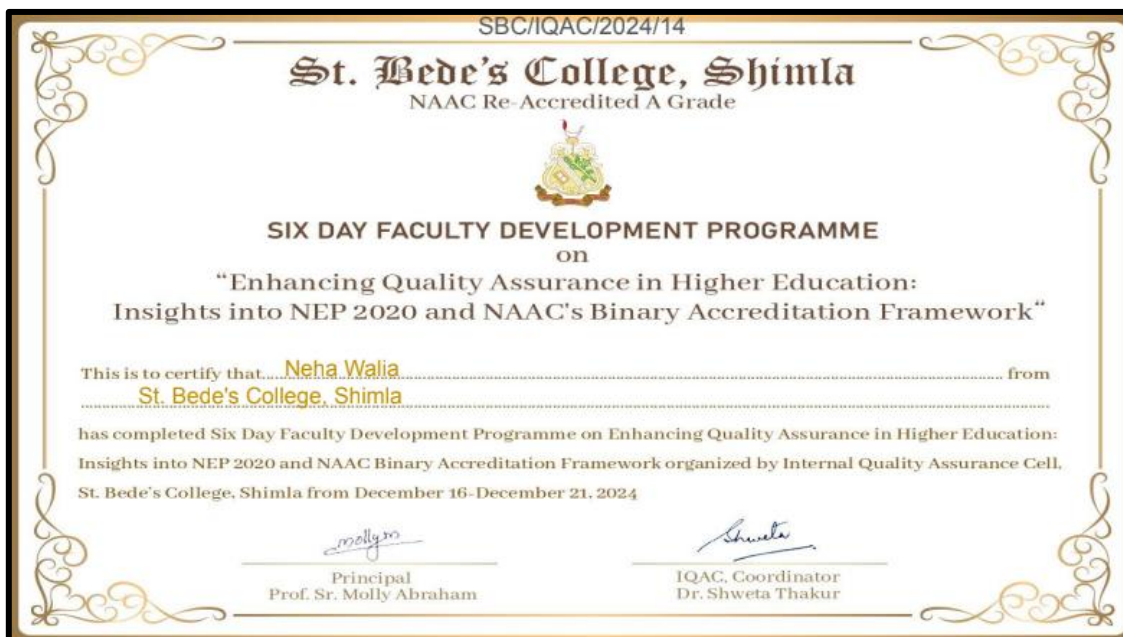 SBC/IQAC/2024/14
St. Bede's College, Shimla
NAAC Re-Accredited A Grade
SIX DAY FACULTY DEVELOPMENT PROGRAMME
on
“Enhancing Quality Assurance in Higher Education:
Insights into NEP 2020 and NAAC's Binary Accreditation Framework“
This is to certify that Neha Walia from
St. Bede's College, Shimla
has completed Six Day Faculty Development Programme on Enhancing Quality Assurance in Higher Education:
Insights into NEP 2020 and NAAC Binary Accreditation Framework organized by Internal Quality Assurance Cell,
St. Bede's College, Shimla from December 16-December 21, 2024
mollym
Shweta
Principal
Prof. Sr. Molly Abraham
IQAC, Coordinator
Dr. Shweta Thakur